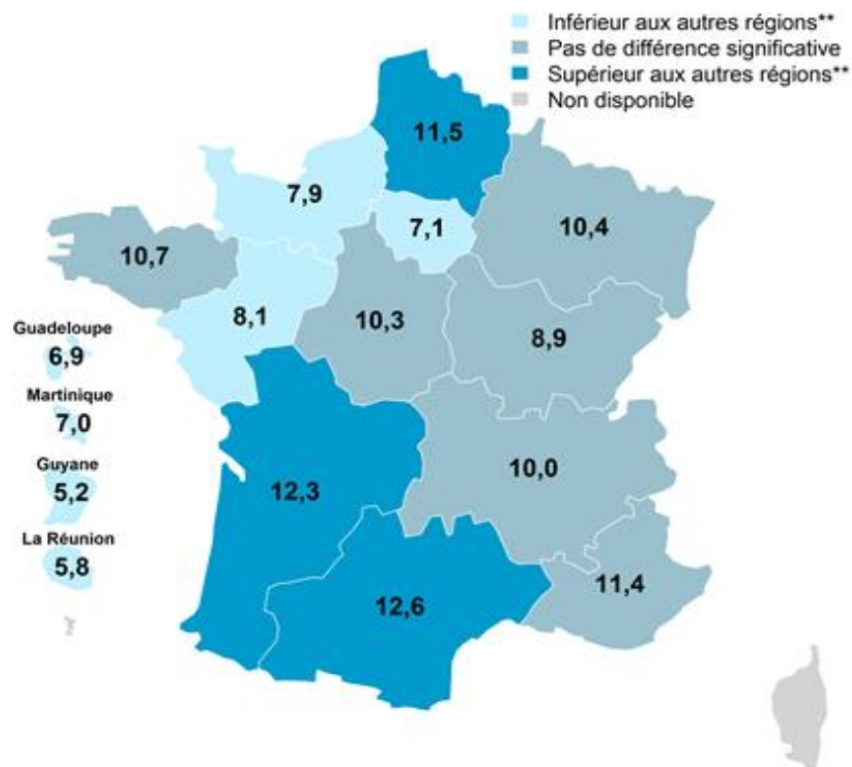 Inférieur aux autres régions**
Pas de différence significative
Supérieur aux autres régions**
Non disponible
11,5
7,9
7,1
10,4
10,7
8,1
10,3
8,9
Guadeloupe
6,9
Martinique
7,0
Guyane
5,2
La Réunion
5,8
12,3
10,0
12,6
11,4